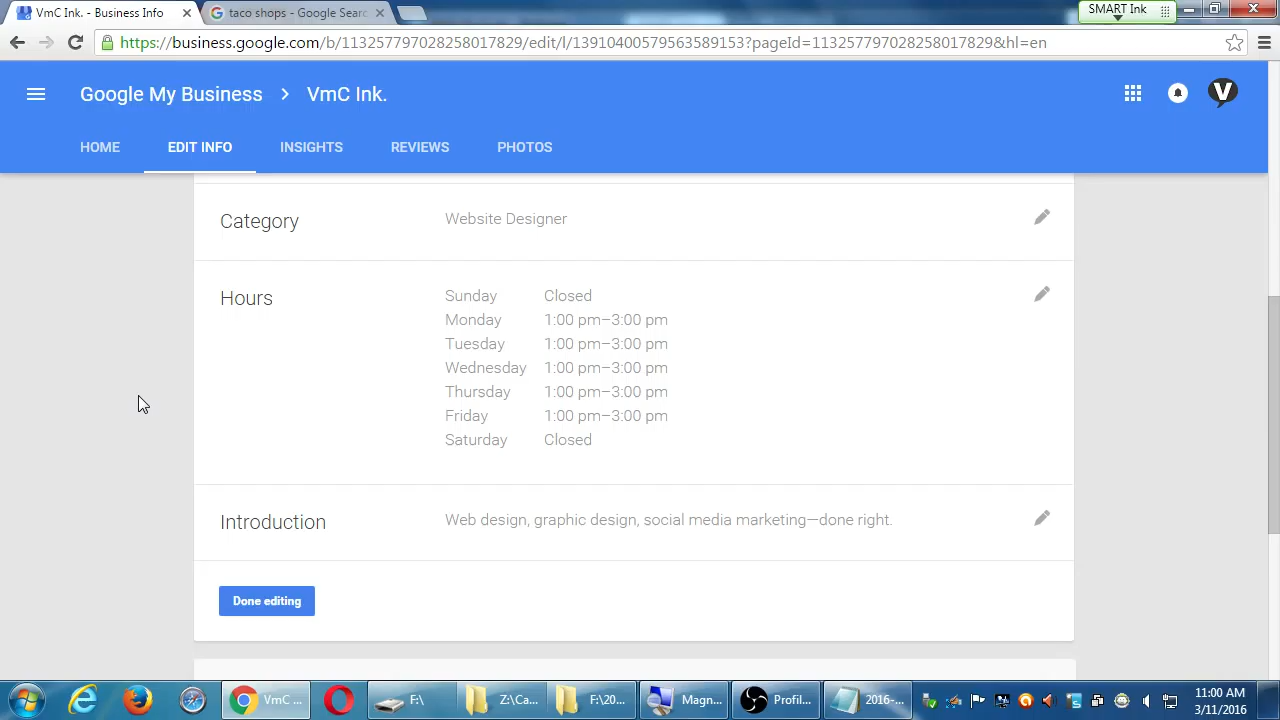 VmC Ink. - Business Info
taco shops - Google Searc
SMART Ink
https://business.google.com/b/113257797028258017829/edit/l/13910400579563589153?pageId=113257797028258017829&hl=en
Google My Business > VmC Ink.
V
HOME EDIT INFO INSIGHTS REVIEWS PHOTOS
Category Website Designer
Hours Sunday Closed
Monday 1:00 pm–3:00 pm
Tuesday 1:00 pm–3:00 pm
Wednesday 1:00 pm–3:00 pm
Thursday 1:00 pm–3:00 pm
Friday 1:00 pm–3:00 pm
Saturday Closed
Introduction Web design, graphic design, social media marketing—done right.
Done editing
VmC ... F:\ Z:\Ca... F:\20... Magn... Profil... 2016-... 11:00 AM
3/11/2016